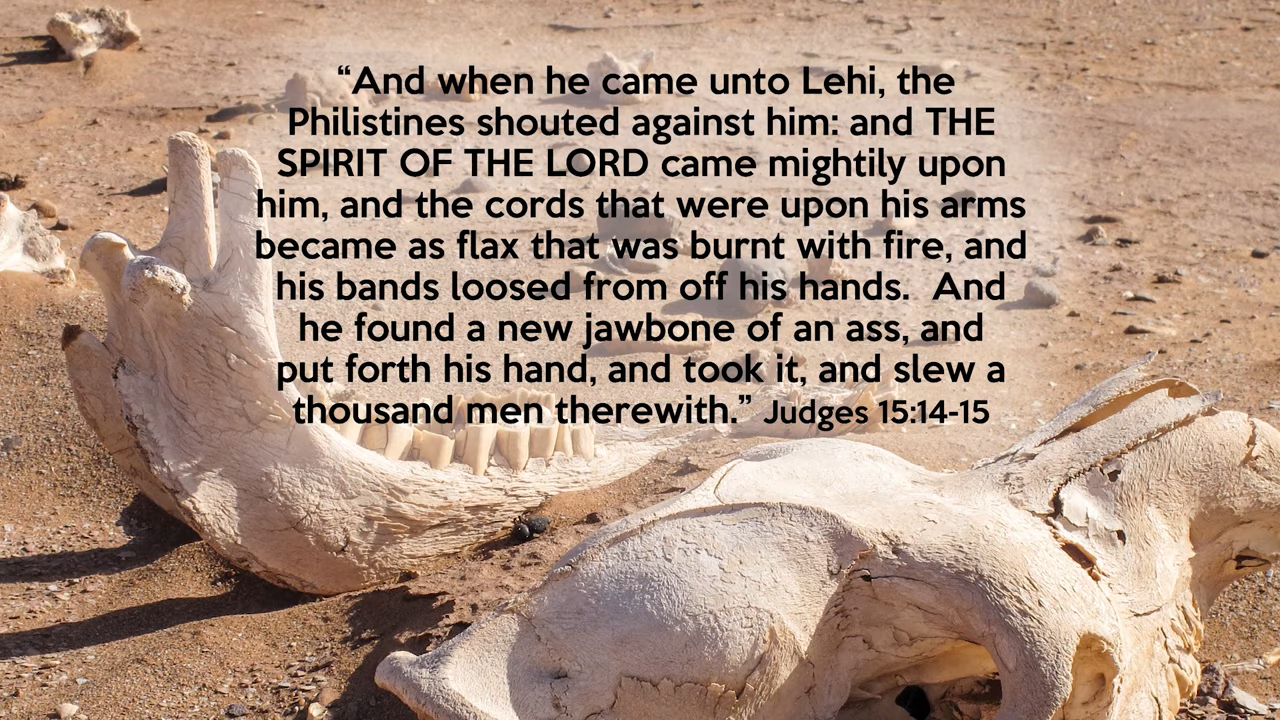 “And when he came unto Lehi, the
Philistines shouted against him: and THE
SPIRIT OF THE LORD came mightily upon
him, and the cords that were upon his arms
became as flax that was burnt with fire, and
his bands loosed from off his hands.  And
he found a new jawbone of an ass, and
put forth his hand, and took it, and slew a
thousand men therewith.” Judges 15:14-15